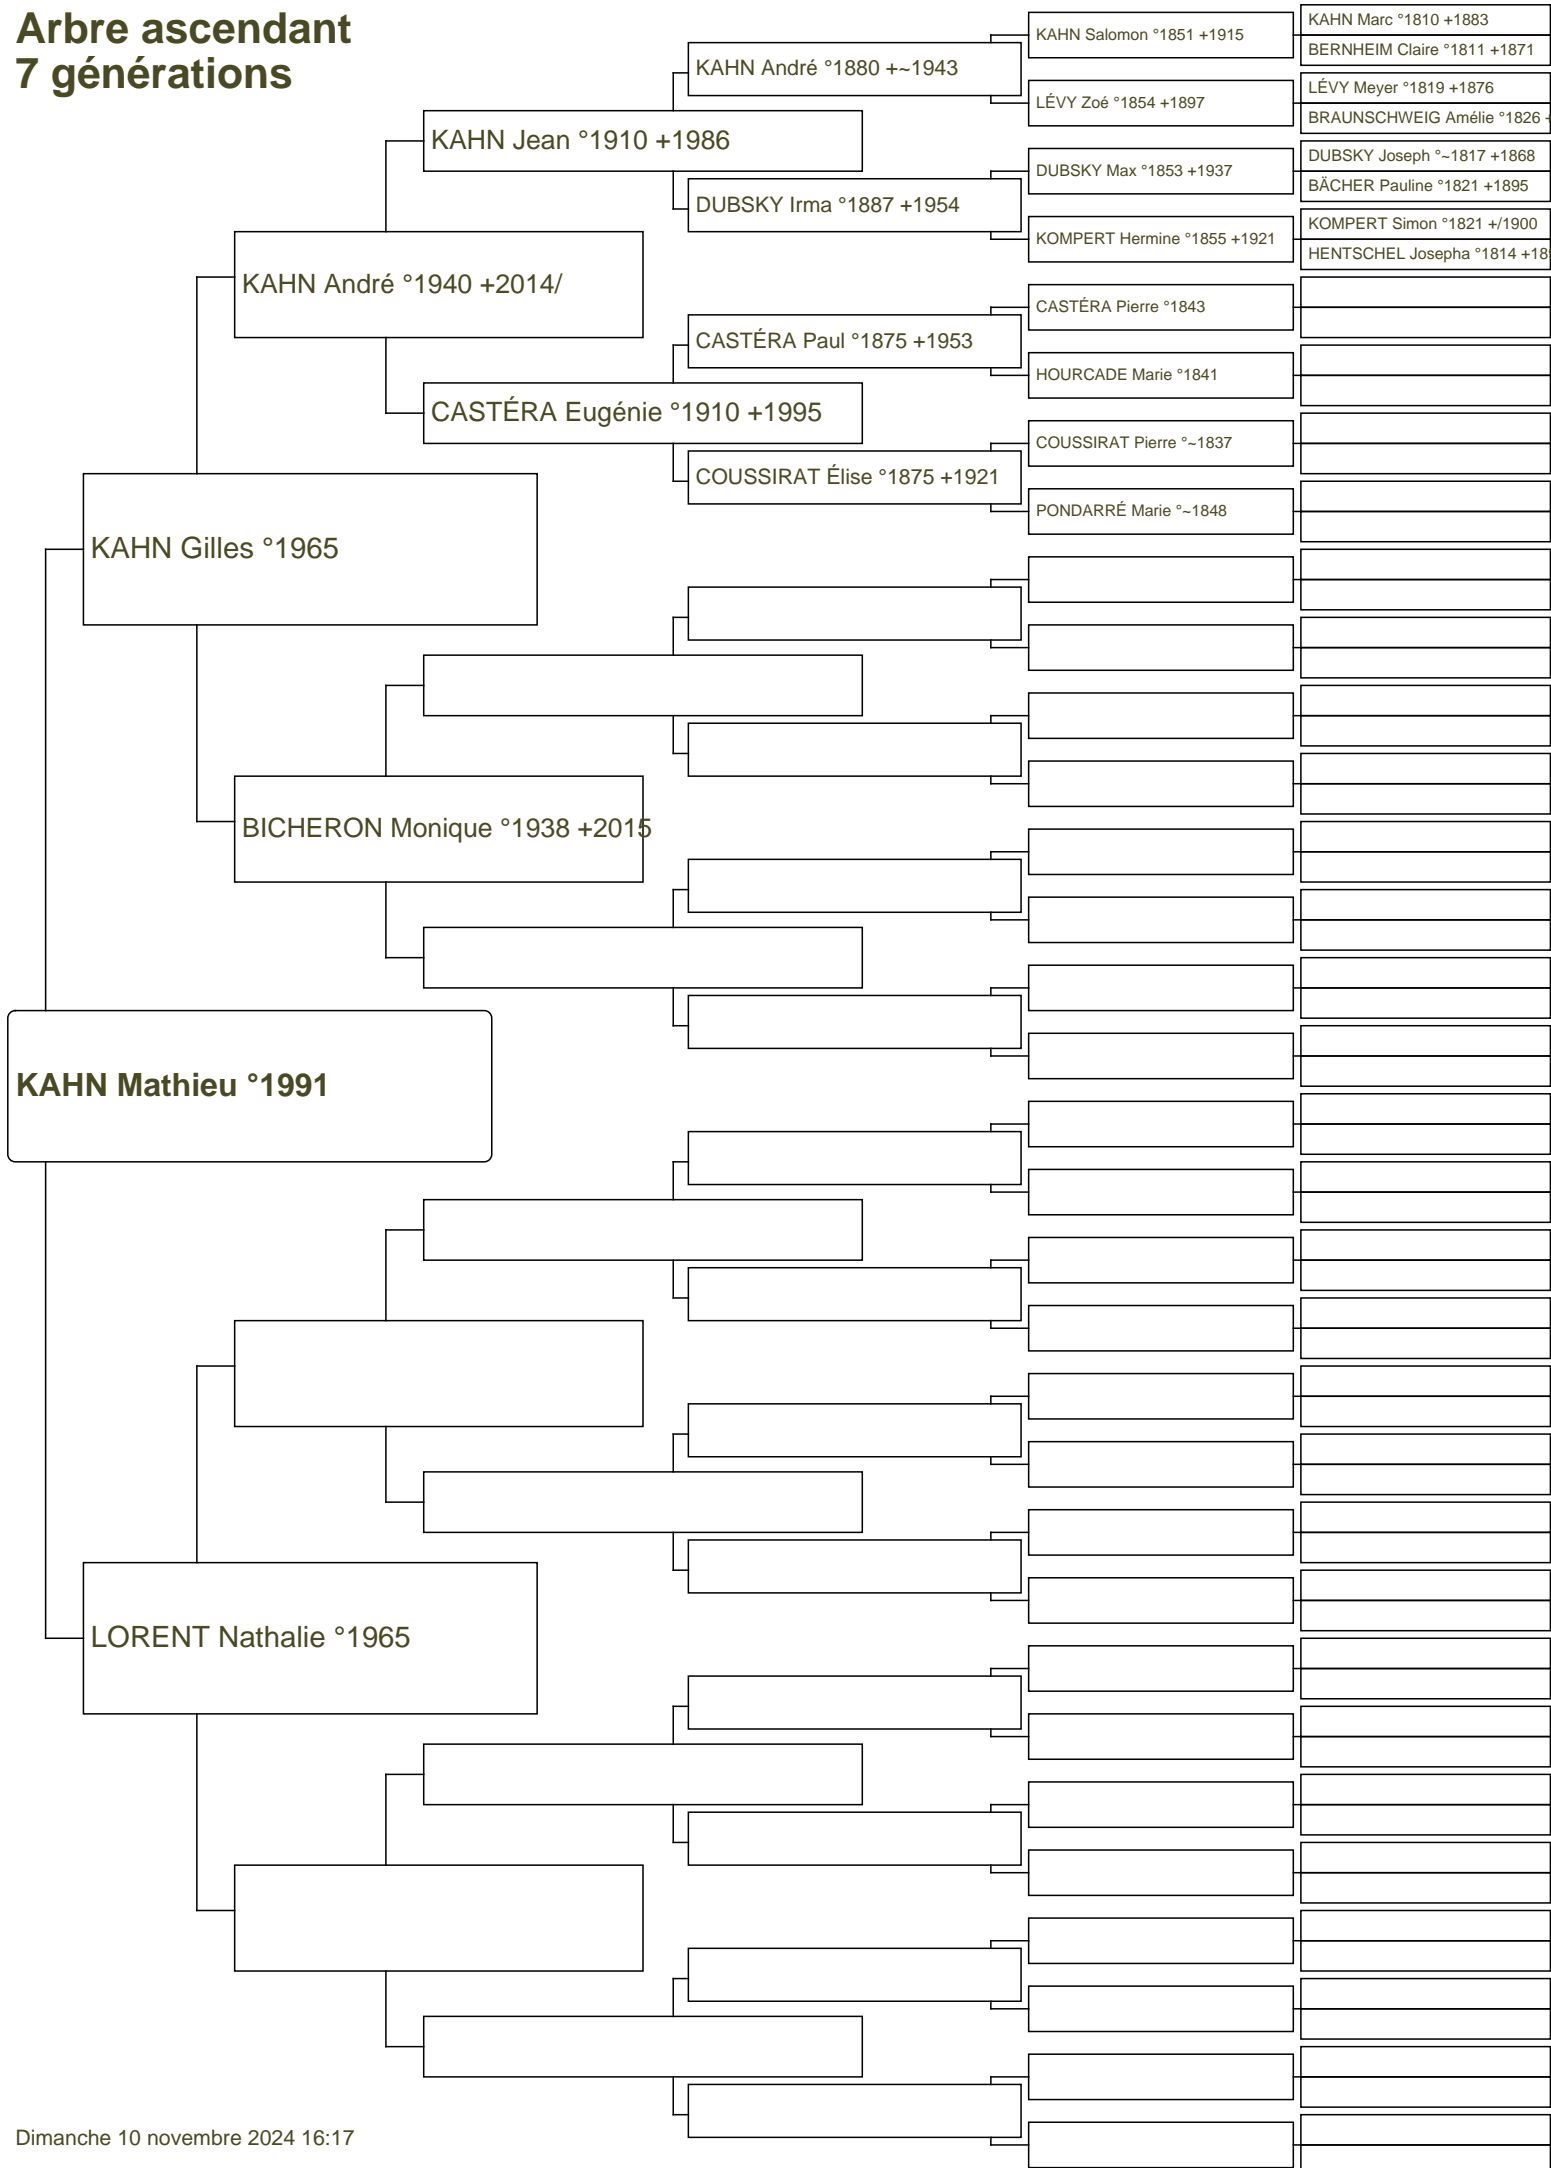 Arbre ascendant
7 générations
KAHN Salomon °1851 +1915
KAHN Marc °1810 +1883
BERNHEIM Claire °1811 +1871
KAHN André °1880 +~1943
LÉVY Zoé °1854 +1897
LÉVY Meyer °1819 +1876
BRAUNSCHWEIG Amélie °1826 +
KAHN Jean °1910 +1986
DUBSKY Max °1853 +1937
DUBSKY Joseph °~1817 +1868
BÄCHER Pauline °1821 +1895
DUBSKY Irma °1887 +1954
KOMPERT Hermine °1855 +1921
KOMPERT Simon °1821 +/1900
HENTSCHEL Josepha °1814 +18
KAHN André °1940 +2014/
CASTÉRA Pierre °1843
CASTÉRA Paul °1875 +1953
HOURCADE Marie °1841
CASTÉRA Eugénie °1910 +1995
COUSSIRAT Pierre °~1837
COUSSIRAT Élise °1875 +1921
PONDARRÉ Marie °~1848
KAHN Gilles °1965
BICHERON Monique °1938 +2015
KAHN Mathieu °1991
LORENT Nathalie °1965
Dimanche 10 novembre 2024 16:17